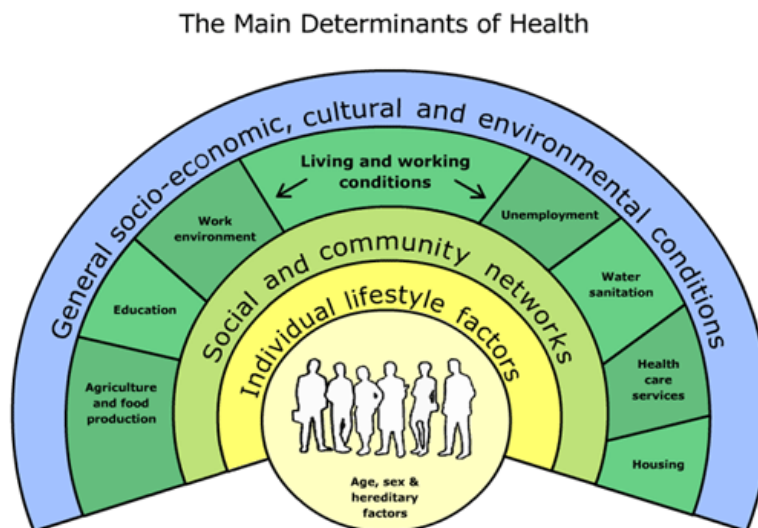 The Main Determinants of Health
General socio-economic, cultural and environmental conditions
Living and working
conditions
Work
environment
Unemployment
Education
Water
sanitation
Agriculture
and food
production
Health
care
services
Housing
Social and community networks
Individual lifestyle factors
Age, sex &
hereditary
factors